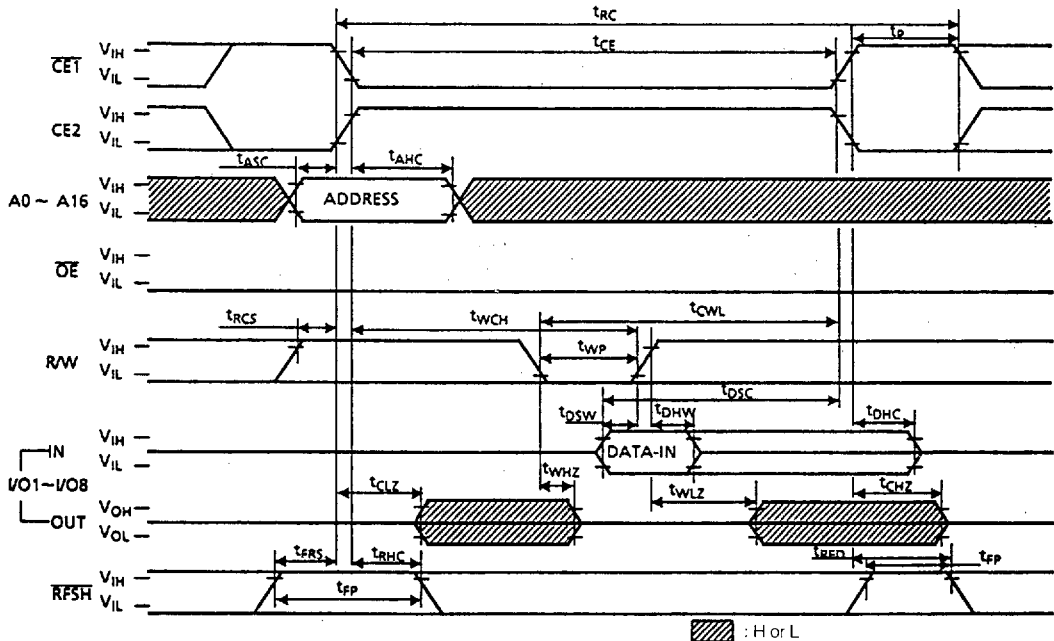 tRC
tCE
tP
CE1
VIH
VIL
CE2
VIH
VIL
tASC
tAHC
A0 ~ A16
VIH
VIL
ADDRESS
OE
VIH
VIL
tRCS
tWCH
tCWL
R/W
VIH
VIL
tWP
tDSC
tDSW
tDHW
tDHC
IN
VIH
VIL
DATA-IN
I/O1~I/O8
tCLZ
tWHZ
tWLZ
tCHZ
OUT
VOH
VOL
tFRS
tRHC
tRFD
tFP
RFSH
VIH
VIL
tFP
: H or L